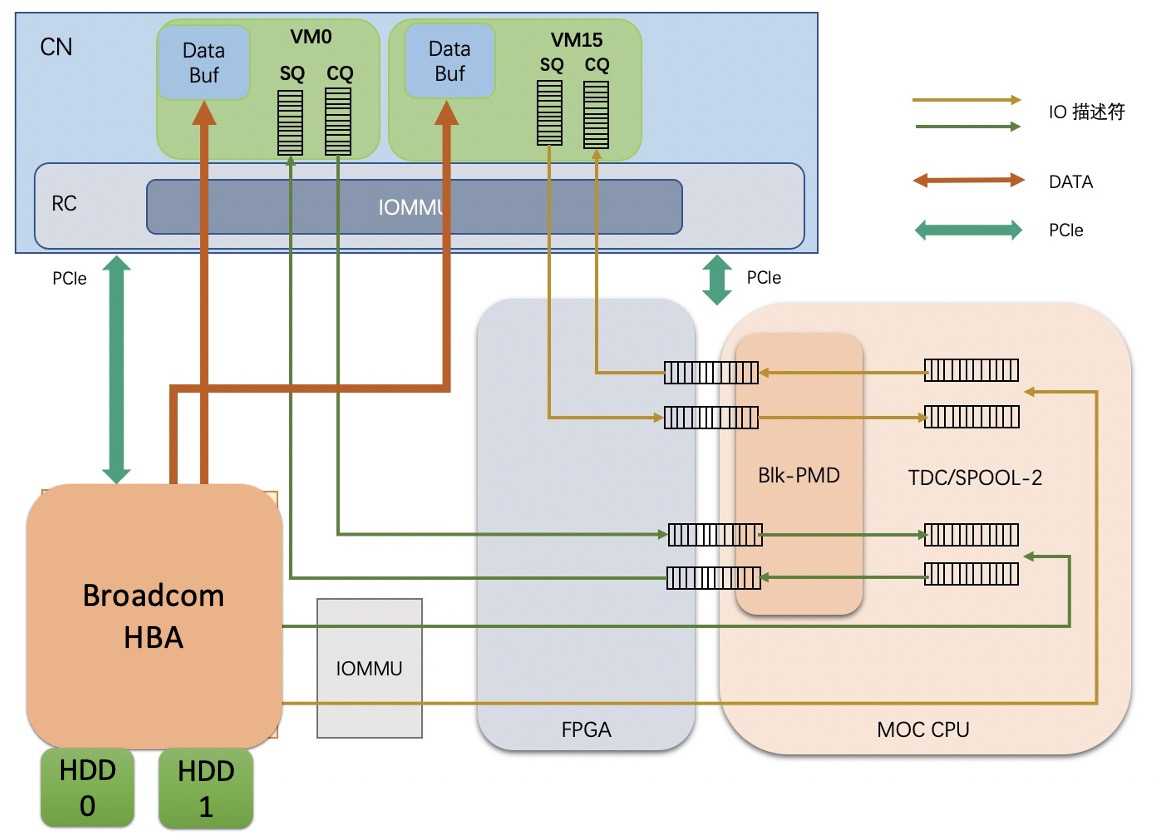 CN
Data
Buf
VM0
SQ
CQ
Data
Buf
VM15
SQ
CQ
IO 描述符
DATA
PCIe
RC
IOMMU
PCIe
PCIe
Blk-PMD
TDC/SPOOL-2
Broadcom
HBA
IOMMU
FPGA
MOC CPU
HDD
0
HDD
1